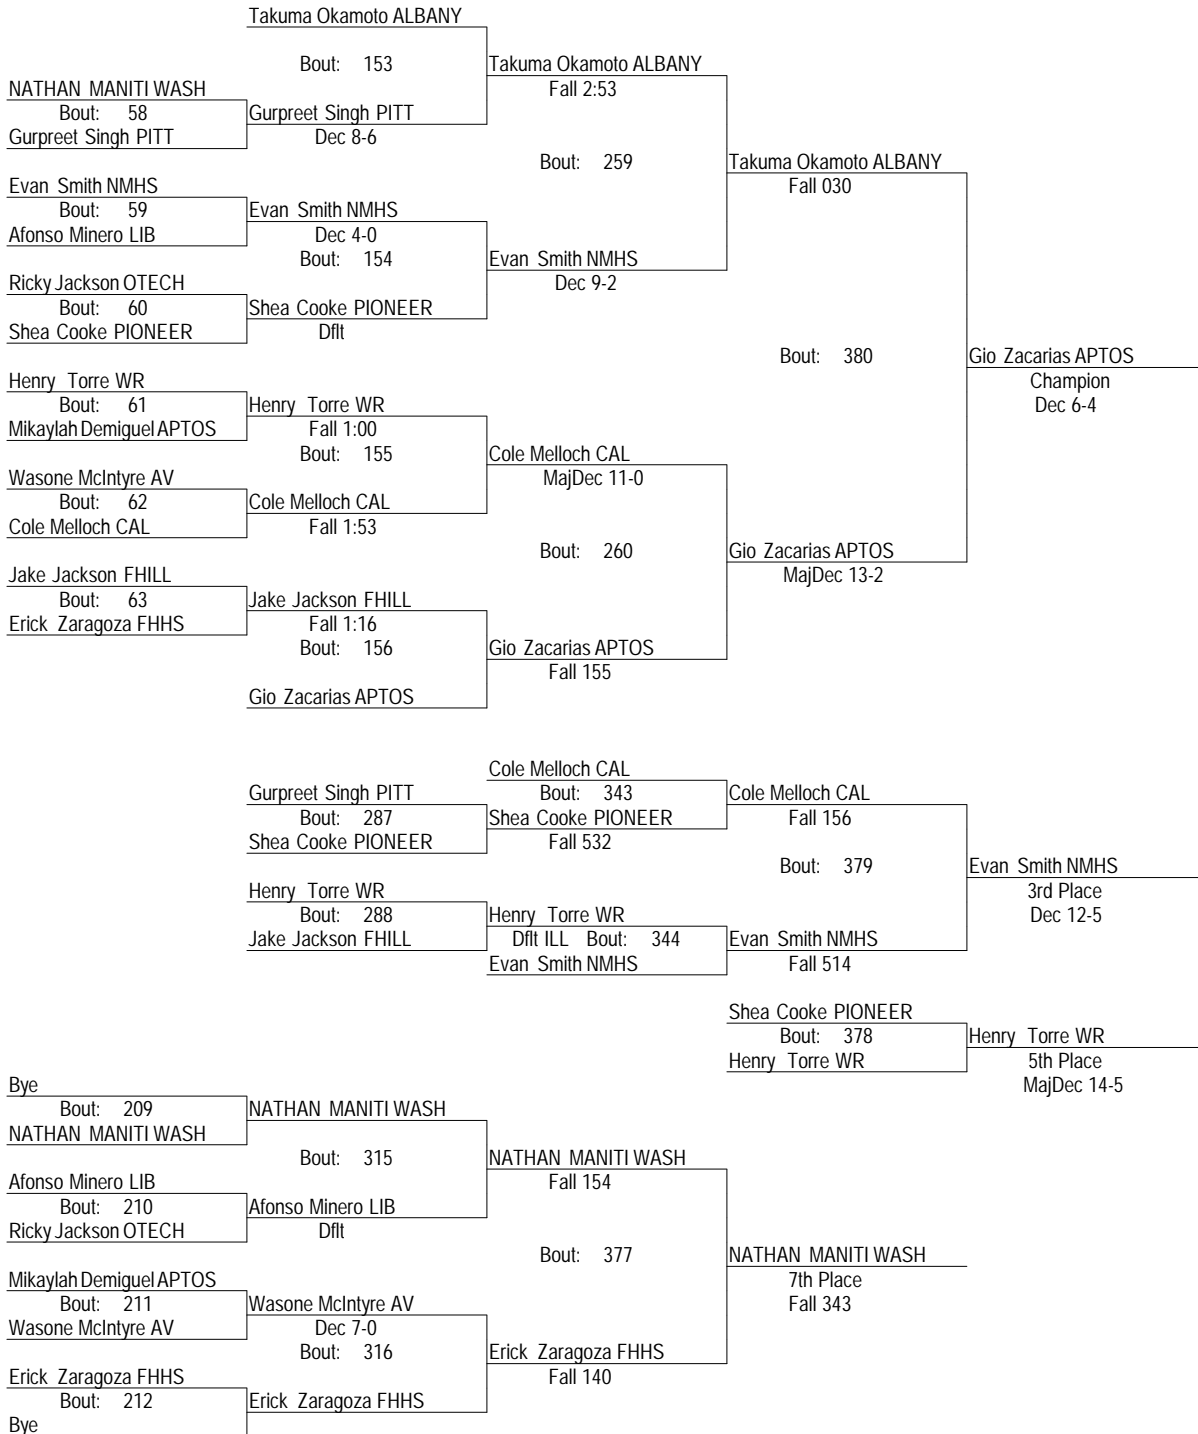 Takuma Okamoto ALBANY
Bout: 153
Takuma Okamoto ALBANY
NATHAN MANITI WASH
Fall 2:53
Bout: 58
Gurpreet Singh PITT
Gurpreet Singh PITT
Dec 8-6
Bout: 259
Takuma Okamoto ALBANY
Evan Smith NMHS
Fall 030
Bout: 59
Evan Smith NMHS
Afonso Minero LIB
Dec 4-0
Bout: 154
Evan Smith NMHS
Ricky Jackson OTECH
Dec 9-2
Bout: 60
Shea Cooke PIONEER
Shea Cooke PIONEER
Dflt
Bout: 380
Gio Zacarias APTOS
Henry Torre WR
Champion
Bout: 61
Henry Torre WR
Dec 6-4
Mikaylah Demiguel APTOS
Fall 1:00
Bout: 155
Cole Melloch CAL
Wasone McIntyre AV
MajDec 11-0
Bout: 62
Cole Melloch CAL
Cole Melloch CAL
Fall 1:53
Bout: 260
Gio Zacarias APTOS
Jake Jackson FHILL
MajDec 13-2
Bout: 63
Jake Jackson FHILL
Erick Zaragoza FHHS
Fall 1:16
Bout: 156
Gio Zacarias APTOS
Fall 155
Gio Zacarias APTOS
Cole Melloch CAL
Gurpreet Singh PITT
Bout: 343
Cole Melloch CAL
Bout: 287
Shea Cooke PIONEER
Fall 156
Shea Cooke PIONEER
Fall 532
Bout: 379
Evan Smith NMHS
Henry Torre WR
3rd Place
Bout: 288
Henry Torre WR
Dec 12-5
Jake Jackson FHILL
Dflt ILL Bout: 344
Evan Smith NMHS
Evan Smith NMHS
Fall 514
Shea Cooke PIONEER
Bout: 378
Henry Torre WR
Henry Torre WR
5th Place
Bye
MajDec 14-5
Bout: 209
NATHAN MANITI WASH
NATHAN MANITI WASH
Bout: 315
NATHAN MANITI WASH
Afonso Minero LIB
Fall 154
Bout: 210
Afonso Minero LIB
Ricky Jackson OTECH
Dflt
Bout: 377
NATHAN MANITI WASH
Mikaylah Demiguel APTOS
7th Place
Bout: 211
Wasone McIntyre AV
Fall 343
Wasone McIntyre AV
Dec 7-0
Bout: 316
Erick Zaragoza FHHS
Erick Zaragoza FHHS
Fall 140
Bout: 212
Erick Zaragoza FHHS
Bye